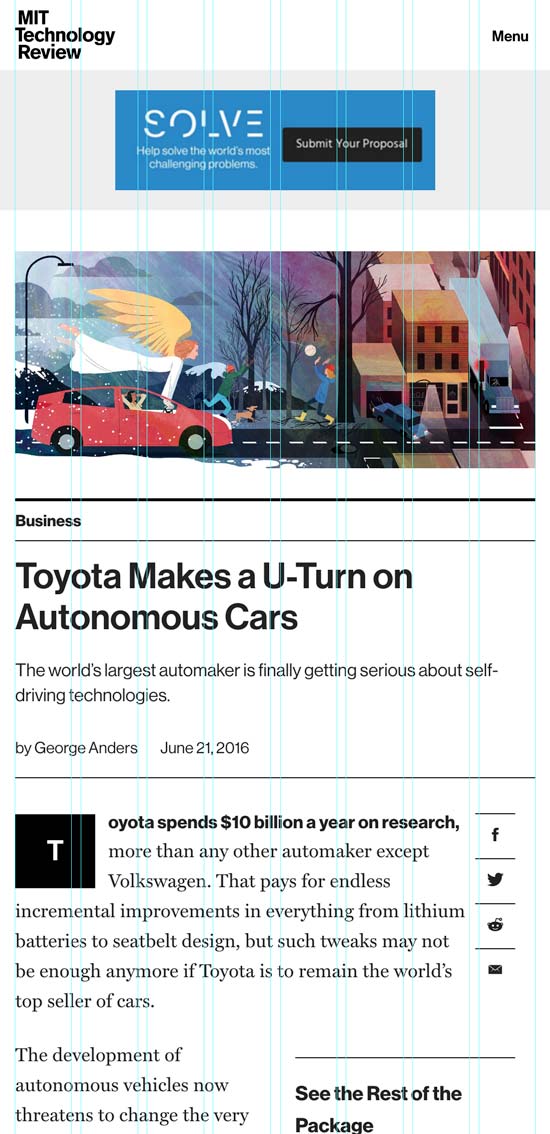 MIT
Technology
Review
Menu
SOLVE
Help solve the world's most
challenging problems.
Submit Your Proposal
Business
Toyota Makes a U-Turn on
Autonomous Cars
The world's largest automaker is finally getting serious about self-
driving technologies.
by George Anders June 21, 2016
T oyota spends $10 billion a year on research,
more than any other automaker except
Volkswagen. That pays for endless
incremental improvements in everything from lithium
batteries to seatbelt design, but such tweaks may not
be enough anymore if Toyota is to remain the world's
top seller of cars.
The development of
autonomous vehicles now
threatens to change the very
See the Rest of the
Package